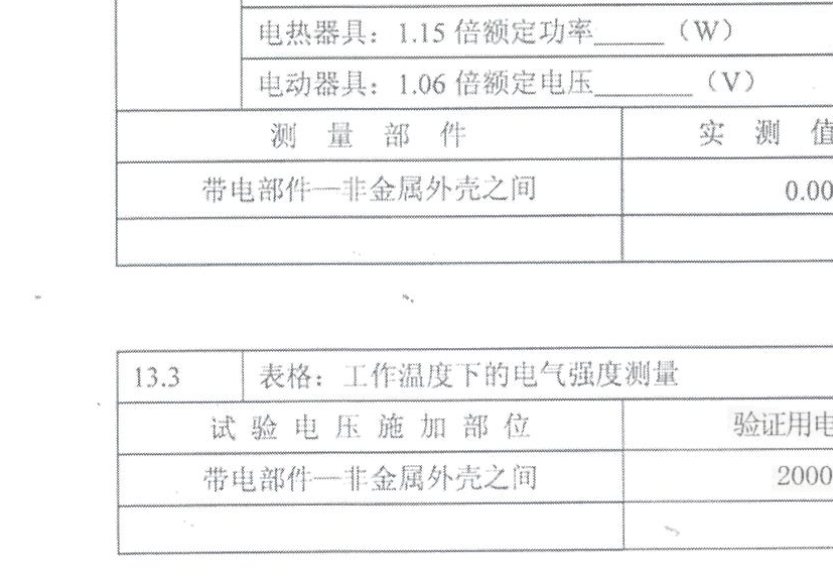 电热器具：1.15 倍额定功率_____（W）
电动器具：1.06 倍额定电压_______（V）
测 量 部 件 实 测 值
带电部件—非金属外壳之间 0.00
13.3 表格：工作温度下的电气强度测量
试 验 电 压 施 加 部 位 验证用电
带电部件—非金属外壳之间 2000